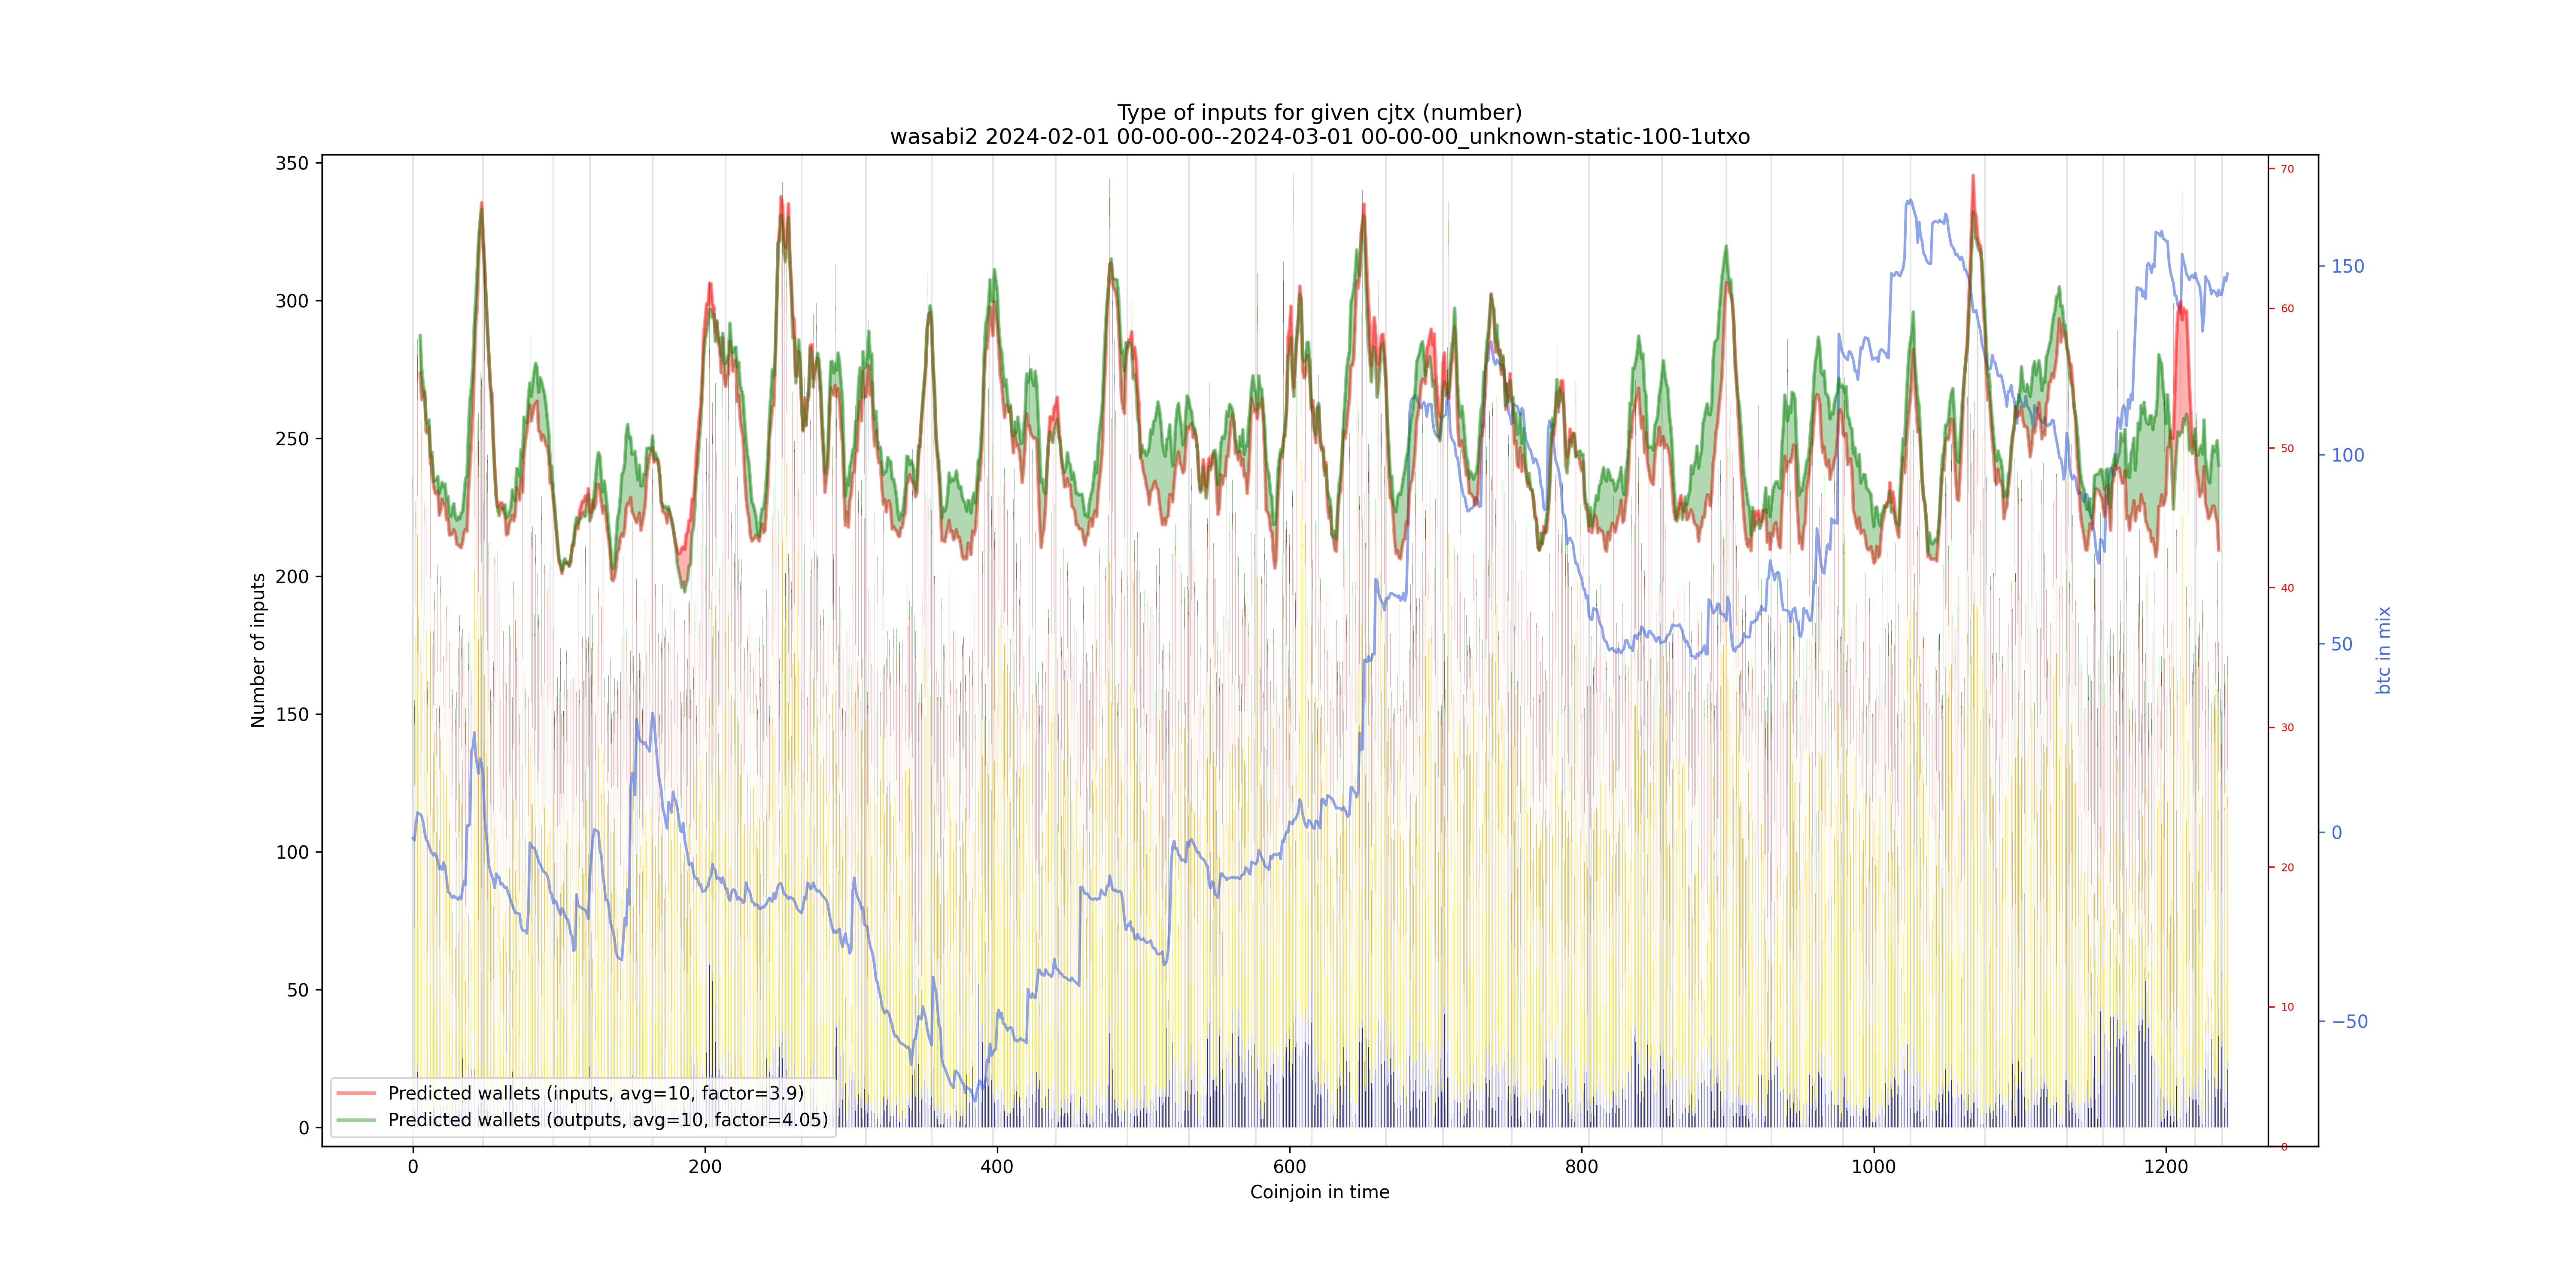 Type of inputs for given cjtx (number)
wasabi2 2024-02-01 00-00-00--2024-03-01 00-00-00_unknown-static-100-1utxo
350
300
250
200
150
100
50
0
Number of inputs
70
60
50
40
30
20
10
0
150
100
50
0
−50
btc in mix
Predicted wallets (inputs, avg=10, factor=3.9)
Predicted wallets (outputs, avg=10, factor=4.05)
0 200 400 600 800 1000 1200
Coinjoin in time